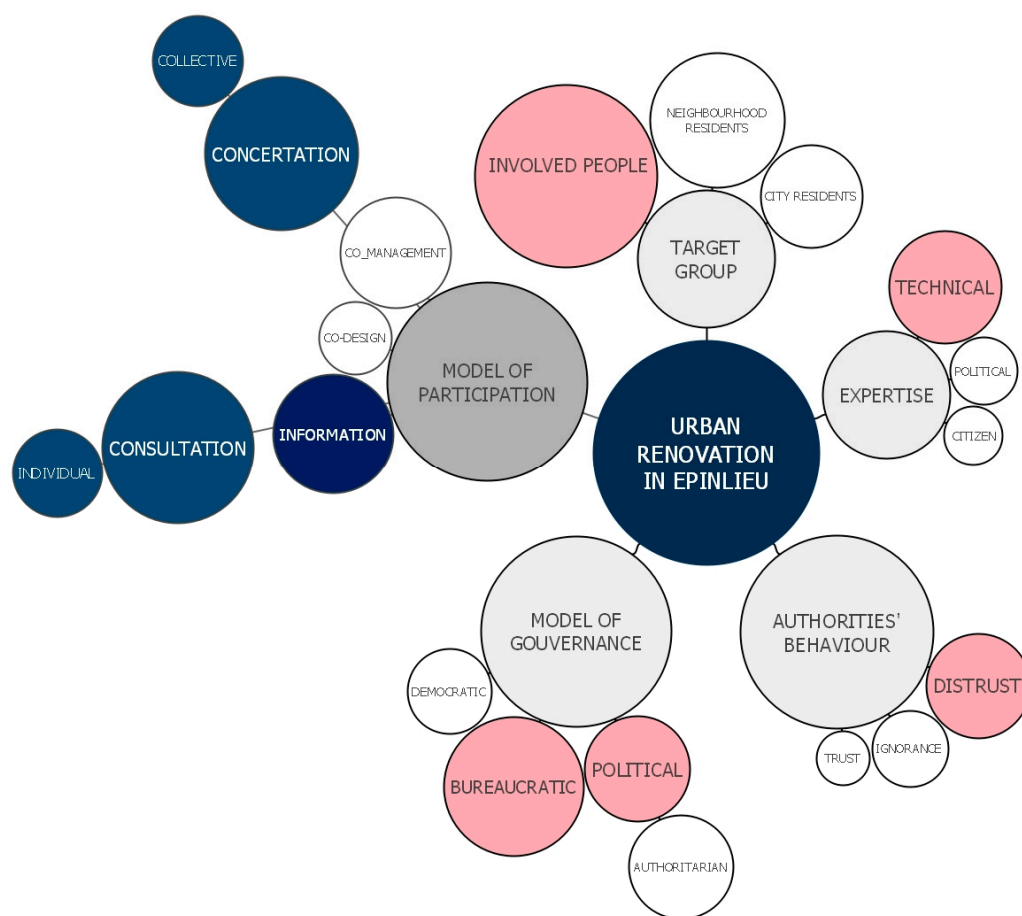 COLLECTIVE
CONCERTATION
CO_MANAGEMENT
CO-DESIGN
MODEL OF
PARTICIPATION
INFORMATION
CONSULTATION
INDIVIDUAL
INVOLVED PEOPLE
NEIGHBOURHOOD
RESIDENTS
CITY RESIDENTS
TARGET
GROUP
TECHNICAL
POLITICAL
CITIZEN
EXPERTISE
URBAN
RENOVATION
IN EPINLIEU
MODEL OF
GOUVERNANCE
DEMOCRATIC
BUREAUCRATIC
POLITICAL
AUTHORITARIAN
AUTHORITIES'
BEHAVIOUR
DISTRUST
IGNORANCE
TRUST